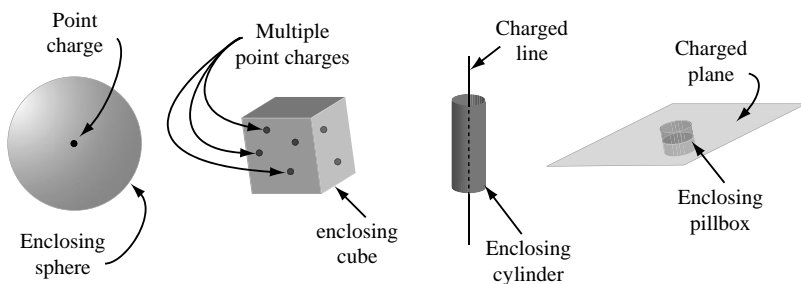 Point
charge
Multiple
point charges
Charged
line
Charged
plane
Enclosing
sphere
enclosing
cube
Enclosing
cylinder
Enclosing
pillbox